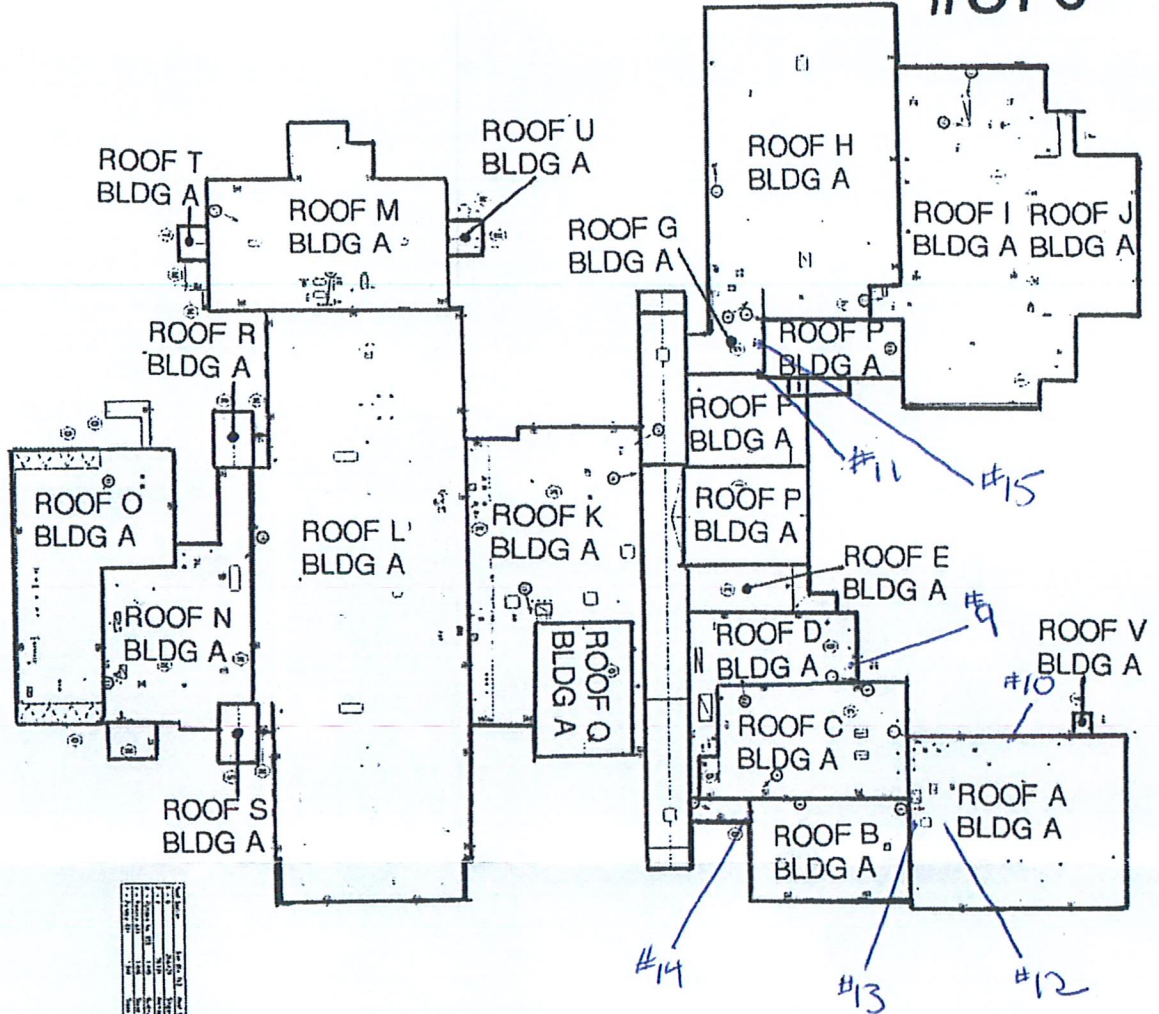 ROOF T
BLDG A
ROOF U
BLDG A
ROOF M
BLDG A
ROOF G
BLDG A
ROOF H
BLDG A
ROOF I
BLDG A
ROOF J
BLDG A
ROOF R
BLDG A
ROOF P
BLDG A
ROOF P
BLDG A
#11
#15
ROOF O
BLDG A
ROOF L
BLDG A
ROOF K
BLDG A
ROOF P
BLDG A
ROOF E
BLDG A
#9
ROOF N
BLDG A
ROOF Q
BLDG A
ROOF D
BLDG A
ROOF V
BLDG A
#10
ROOF C
BLDG A
ROOF S
BLDG A
ROOF B
BLDG A
ROOF A
BLDG A
#14
#13
#12